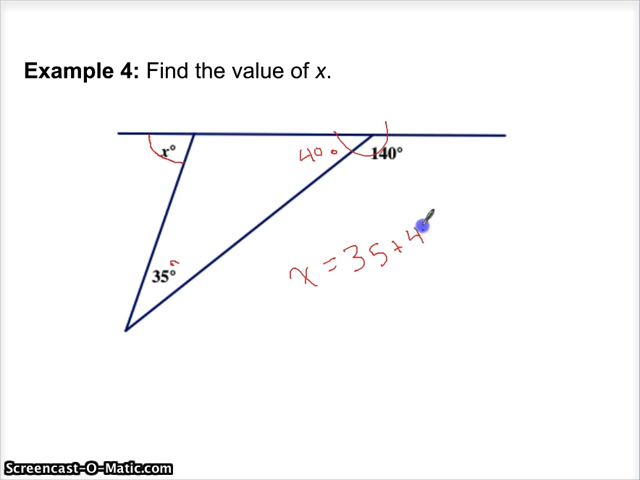 Example 4: Find the value of x.
x°
40°
140°
35°
x = 35 + 4
Screencast-O-Matic.com